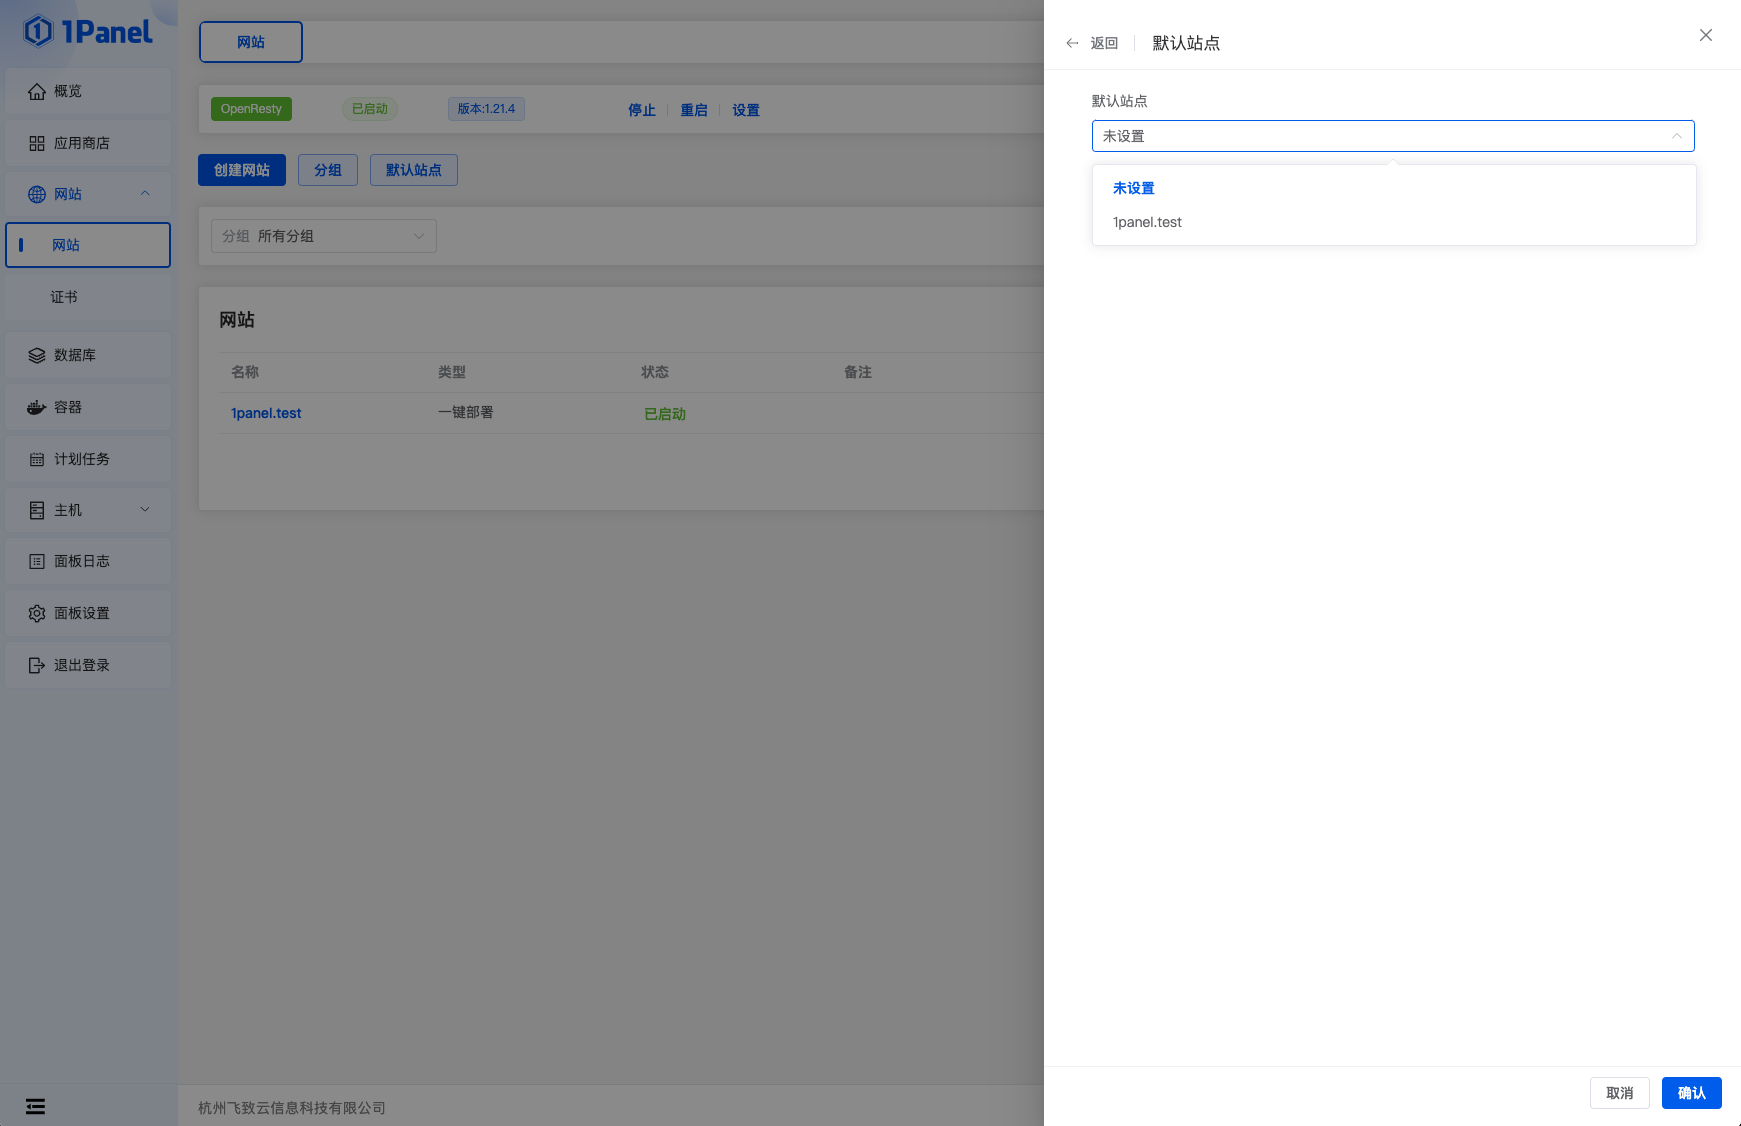 1Panel
概览
应用商店
网站
网站
证书
数据库
容器
计划任务
主机
面板日志
面板设置
退出登录
网站
OpenResty 已启动 版本:1.21.4 停止 重启 设置
创建网站 分组 默认站点
分组 所有分组
网站
名称 类型 状态 备注
1panel.test 一键部署 已启动
杭州飞致云信息科技有限公司
返回 默认站点
默认站点
未设置
未设置
1panel.test
取消 确认